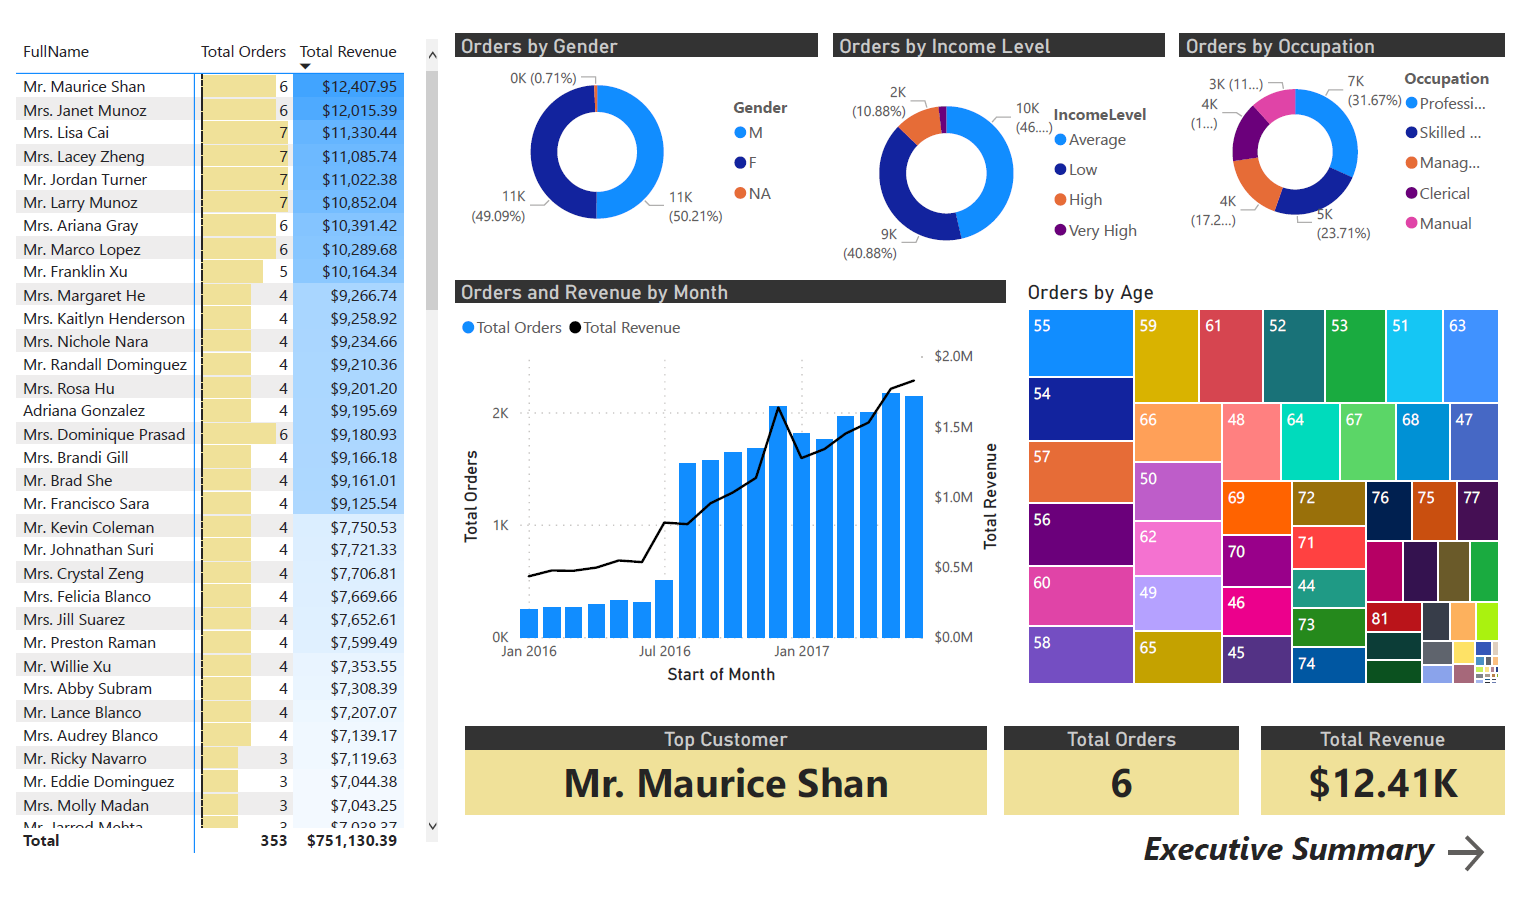 FullName Total Orders Total Revenue
Mr. Maurice Shan 6 $12,407.95
Mrs. Janet Munoz 6 $12,015.39
Mrs. Lisa Cai 7 $11,330.44
Mrs. Lacey Zheng 7 $11,085.74
Mr. Jordan Turner 7 $11,022.38
Mr. Larry Munoz 7 $10,852.04
Mrs. Ariana Gray 6 $10,391.42
Mr. Marco Lopez 6 $10,289.68
Mr. Franklin Xu 5 $10,164.34
Mrs. Margaret He 4 $9,266.74
Mrs. Kaitlyn Henderson 4 $9,258.92
Mrs. Nichole Nara 4 $9,234.66
Mr. Randall Dominguez 4 $9,210.36
Mrs. Rosa Hu 4 $9,201.20
Adriana Gonzalez 4 $9,195.69
Mrs. Dominique Prasad 6 $9,180.93
Mrs. Brandi Gill 4 $9,166.18
Mr. Brad She 4 $9,161.01
Mr. Francisco Sara 4 $9,125.54
Mr. Kevin Coleman 4 $7,750.53
Mr. Johnathan Suri 4 $7,721.33
Mrs. Crystal Zeng 4 $7,706.81
Mrs. Felicia Blanco 4 $7,669.66
Mrs. Jill Suarez 4 $7,652.61
Mr. Preston Raman 4 $7,599.49
Mr. Willie Xu 4 $7,353.55
Mrs. Abby Subram 4 $7,308.39
Mr. Lance Blanco 4 $7,207.07
Mrs. Audrey Blanco 4 $7,139.17
Mr. Ricky Navarro 3 $7,119.63
Mr. Eddie Dominguez 3 $7,044.38
Mrs. Molly Madan 3 $7,043.25
Mr. Jarrod Mehta 3 $7,038.37
Total 353 $751,130.39
Orders by Gender
0K (0.71%)
11K
(49.09%)
11K
(50.21%)
Gender
M
F
NA
Orders by Income Level
2K
(10.88%)
10K
(46....)
9K
(40.88%)
IncomeLevel
Average
Low
High
Very High
Orders by Occupation
3K (11...)
7K
(31.67%)
4K
(1...)
4K
(17.2...)
5K
(23.71%)
Occupation
Professi...
Skilled ...
Manag...
Clerical
Manual
Orders and Revenue by Month
Total Orders Total Revenue
$2.0M
2K
$1.5M
$1.0M
1K
$0.5M
0K
$0.0M
Total Orders
Total Revenue
Jan 2016 Jul 2016 Jan 2017
Start of Month
Orders by Age
55 59 61 52 53 51 63
54 66 48 64 67 68 47
57 50 69 72 76 75 77
56 62 70 71
60 49 46 44 81
58 65 45 73
74
Top Customer
Mr. Maurice Shan
Total Orders
6
Total Revenue
$12.41K
Executive Summary